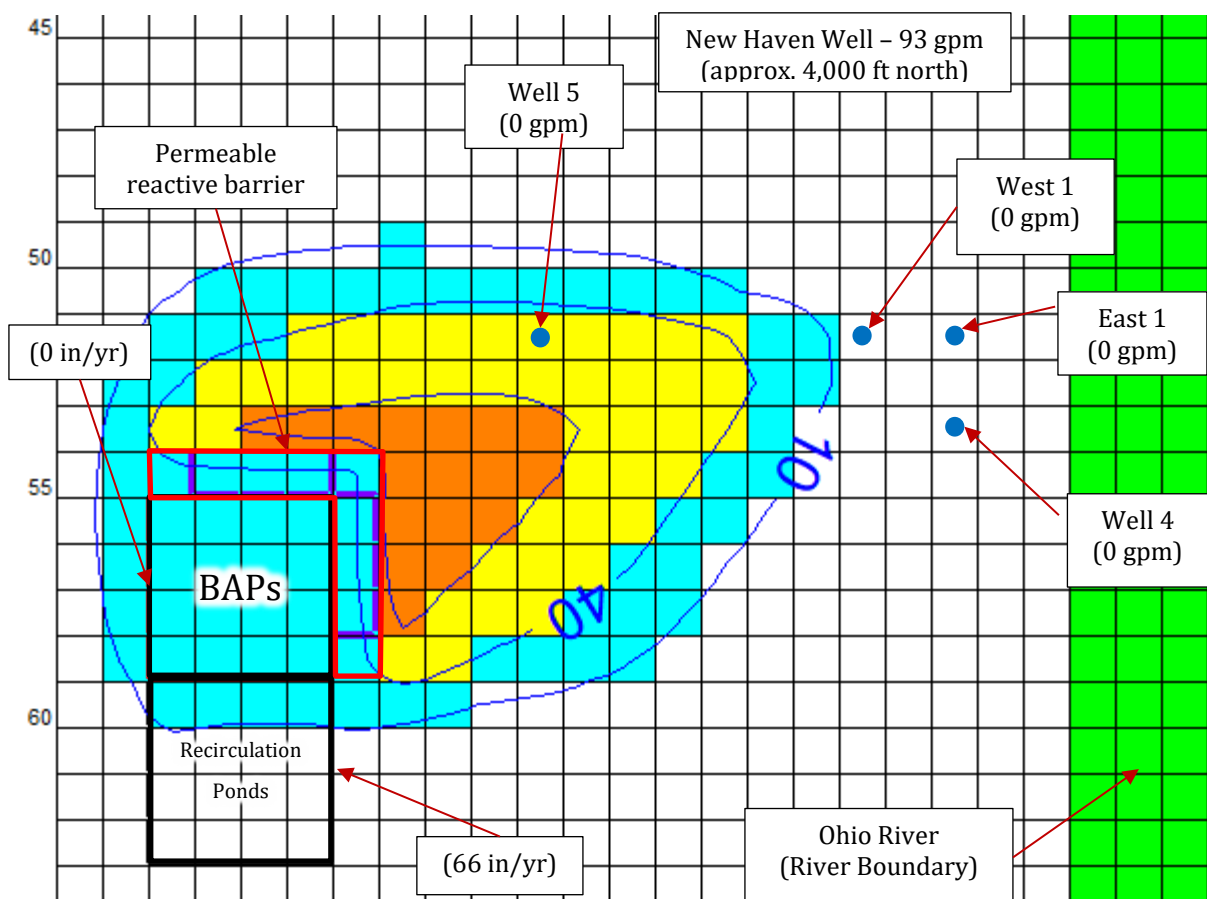 45
New Haven Well – 93 gpm
(approx. 4,000 ft north)
Well 5
(0 gpm)
Permeable
reactive barrier
West 1
(0 gpm)
50
East 1
(0 gpm)
(0 in/yr)
10
55
Well 4
(0 gpm)
BAPs
40
60
Recirculation
Ponds
Ohio River
(River Boundary)
(66 in/yr)